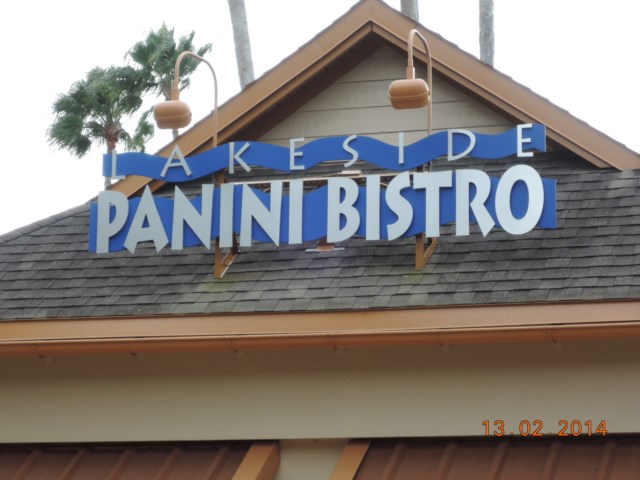 LAKESIDE
PANINI BISTRO
13.02.2014